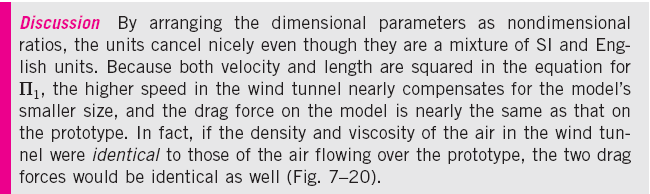 Discussion By arranging the dimensional parameters as nondimensional
ratios, the units cancel nicely even though they are a mixture of SI and Eng-
lish units. Because both velocity and length are squared in the equation for
Π₁, the higher speed in the wind tunnel nearly compensates for the model’s
smaller size, and the drag force on the model is nearly the same as that on
the prototype. In fact, if the density and viscosity of the air in the wind tun-
nel were identical to those of the air flowing over the prototype, the two drag
forces would be identical as well (Fig. 7–20).